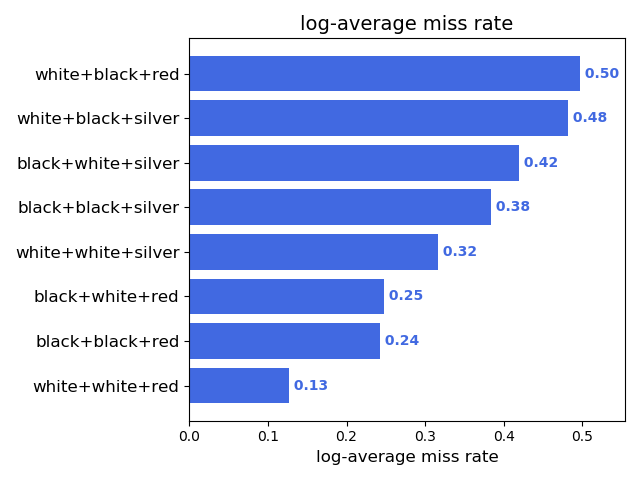 log-average miss rate
white+black+red 0.50
white+black+silver 0.48
black+white+silver 0.42
black+black+silver 0.38
white+white+silver 0.32
black+white+red 0.25
black+black+red 0.24
white+white+red 0.13
0.0 0.1 0.2 0.3 0.4 0.5
log-average miss rate